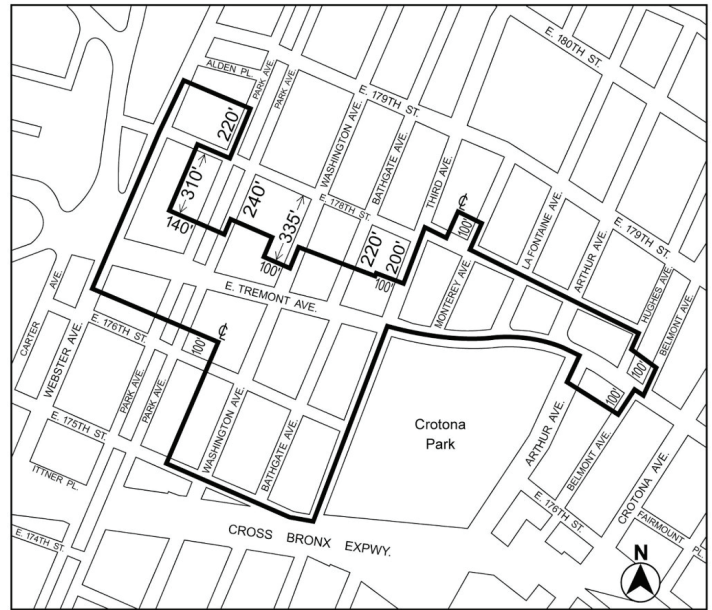 E. 180TH ST.
ALDEN PL.
PARK AVE.
PARK AVE.
E. 179TH ST.
220'
WASHINGTON AVE.
BATHGATE AVE.
THIRD AVE.
310'
140'
240'
335'
E. 178TH ST.
℄
100'
LA FONTAINE AVE.
ARTHUR AVE.
E. 179TH ST.
220'
200'
100'
100'
HUGHES AVE.
BELMONT AVE.
MONTEREY AVE.
E. TREMONT AVE.
CARTER AVE.
WEBSTER AVE.
E. 176TH ST.
100'
℄
100'
100'
PARK AVE.
PARK AVE.
WASHINGTON AVE.
BATHGATE AVE.
Crotona
Park
ARTHUR AVE.
BELMONT AVE.
CROTONA AVE.
E. 175TH ST.
ITTNER PL.
E. 176TH ST.
FAIRMOUNT PL.
E. 174TH ST.
CROSS BRONX EXPWY.
N